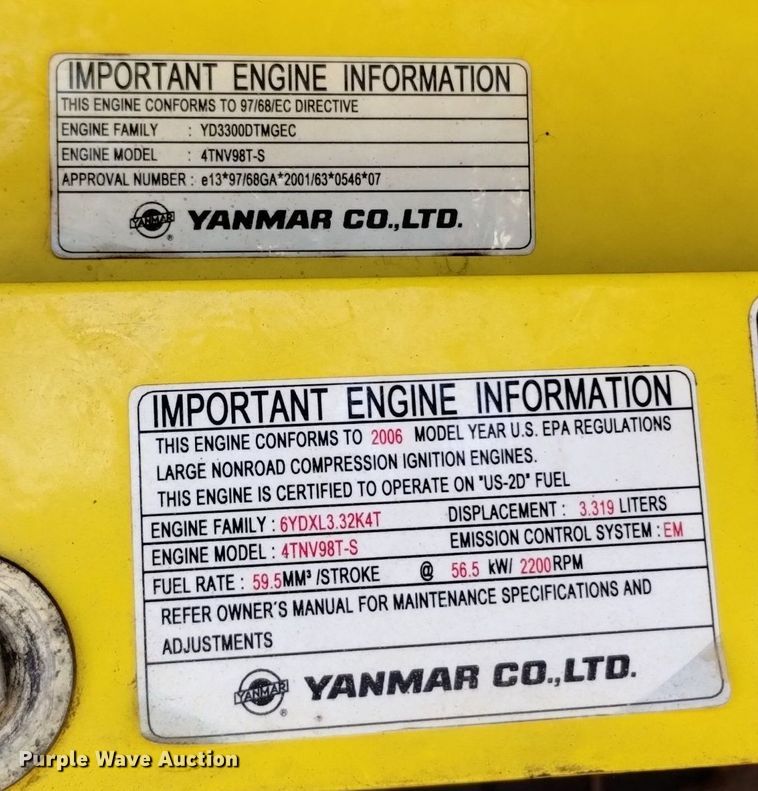 IMPORTANT ENGINE INFORMATION
THIS ENGINE CONFORMS TO 97/68/EC DIRECTIVE
ENGINE FAMILY : YD3300DTMGEC
ENGINE MODEL : 4TNV98T-S
APPROVAL NUMBER : e13*97/68GA*2001/63*0546*07
YANMAR ® YANMAR CO.,LTD.
IMPORTANT ENGINE INFORMATION
THIS ENGINE CONFORMS TO 2006 MODEL YEAR U.S. EPA REGULATIONS
LARGE NONROAD COMPRESSION IGNITION ENGINES.
THIS ENGINE IS CERTIFIED TO OPERATE ON "US-2D" FUEL
ENGINE FAMILY : 6YDXL3.32K4T DISPLACEMENT : 3.319 LITERS
ENGINE MODEL : 4TNV98T-S EMISSION CONTROL SYSTEM : EM
FUEL RATE : 59.5MM³ /STROKE @ 56.5 kW/ 2200RPM
REFER OWNER'S MANUAL FOR MAINTENANCE SPECIFICATIONS AND
ADJUSTMENTS
YANMAR ® YANMAR CO.,LTD.
Purple Wave Auction